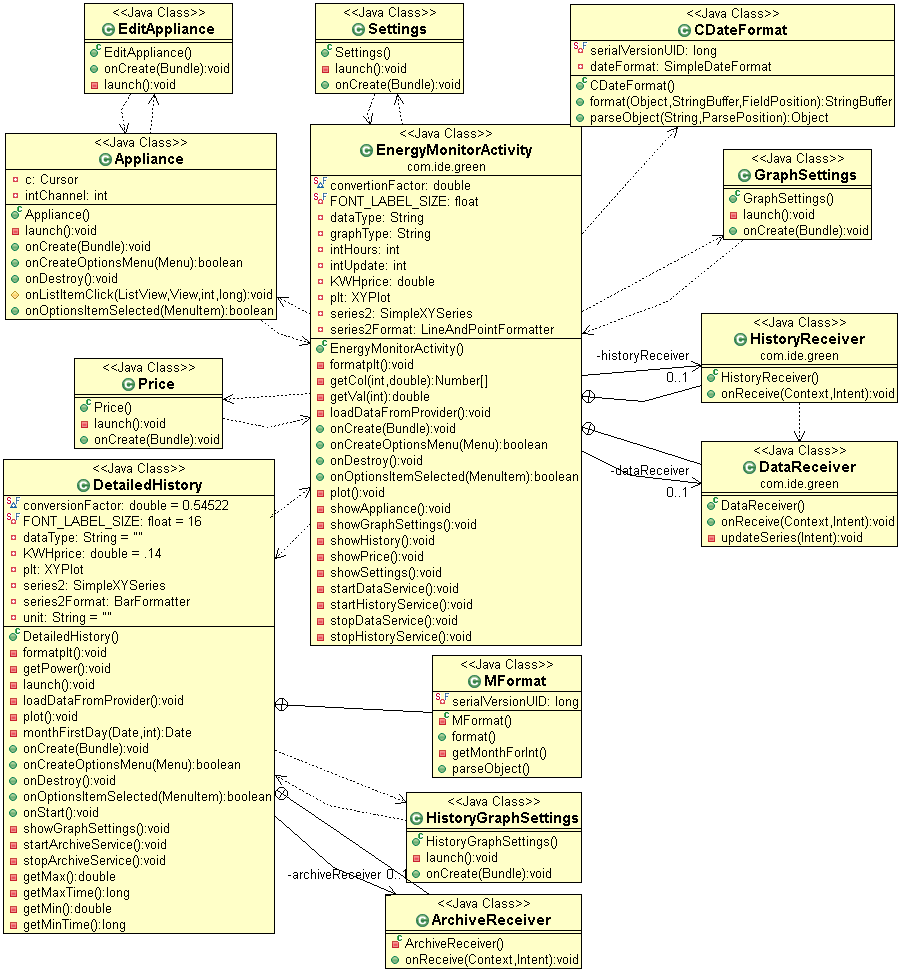 <<Java Class>>
EditAppliance
EditAppliance()
onCreate(Bundle):void
launch():void
<<Java Class>>
Settings
Settings()
launch():void
onCreate(Bundle):void
<<Java Class>>
CDateFormat
serialVersionUID: long
dateFormat: SimpleDateFormat
CDateFormat()
format(Object,StringBuffer,FieldPosition):StringBuffer
parseObject(String,ParsePosition):Object
<<Java Class>>
Appliance
c: Cursor
intChannel: int
Appliance()
launch():void
onCreate(Bundle):void
onCreateOptionsMenu(Menu):boolean
onDestroy():void
onListItemClick(ListView,View,int,long):void
onOptionsItemSelected(MenuItem):boolean
<<Java Class>>
EnergyMonitorActivity
com.ide.green
convertionFactor: double
FONT_LABEL_SIZE: float
dataType: String
graphType: String
intHours: int
intUpdate: int
KWHprice: double
plt: XYPlot
series2: SimpleXYSeries
series2Format: LineAndPointFormatter
EnergyMonitorActivity()
formatplt():void
getCol(int,double):Number[]
getVal(int):double
loadDataFromProvider():void
onCreate(Bundle):void
onCreateOptionsMenu(Menu):boolean
onDestroy():void
onOptionsItemSelected(MenuItem):boolean
plot():void
showAppliance():void
showGraphSettings():void
showHistory():void
showPrice():void
showSettings():void
startDataService():void
startHistoryService():void
stopDataService():void
stopHistoryService():void
<<Java Class>>
GraphSettings
GraphSettings()
launch():void
onCreate(Bundle):void
-historyReceiver
0..1
<<Java Class>>
HistoryReceiver
com.ide.green
HistoryReceiver()
onReceive(Context,Intent):void
-dataReceiver
0..1
<<Java Class>>
DataReceiver
com.ide.green
DataReceiver()
onReceive(Context,Intent):void
updateSeries(Intent):void
<<Java Class>>
Price
Price()
launch():void
onCreate(Bundle):void
<<Java Class>>
DetailedHistory
conversionFactor: double = 0.54522
FONT_LABEL_SIZE: float = 16
dataType: String = ""
KWHprice: double = .14
plt: XYPlot
series2: SimpleXYSeries
series2Format: BarFormatter
unit: String = ""
DetailedHistory()
formatplt():void
getPower():void
launch():void
loadDataFromProvider():void
plot():void
monthFirstDay(Date,int):Date
onCreate(Bundle):void
onCreateOptionsMenu(Menu):boolean
onDestroy():void
onOptionsItemSelected(MenuItem):boolean
onStart():void
showGraphSettings():void
startArchiveService():void
stopArchiveService():void
getMax():double
getMaxTime():long
getMin():double
getMinTime():long
<<Java Class>>
MFormat
serialVersionUID: long
MFormat()
format()
getMonthForInt()
parseObject()
<<Java Class>>
HistoryGraphSettings
HistoryGraphSettings()
launch():void
onCreate(Bundle):void
-archiveReceiver
<<Java Class>>
ArchiveReceiver
ArchiveReceiver()
onReceive(Context,Intent):void